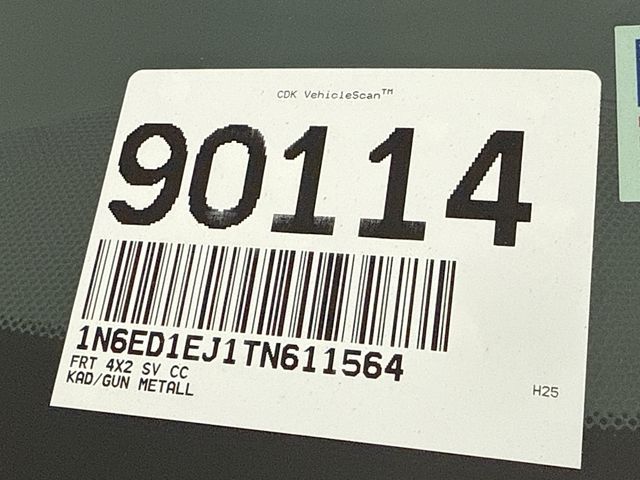 CDK VehicleScan™
90114
1N6ED1EJ1TN611564
FRT 4X2 SV CC
KAD/GUN METALL
H25